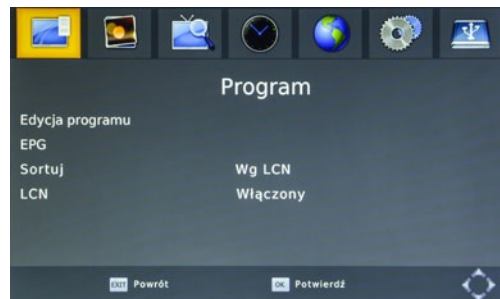 Program
Edycja programu
EPG
Sortuj Wg LCN
LCN Włączony
EXIT Powrót OK Potwierdź